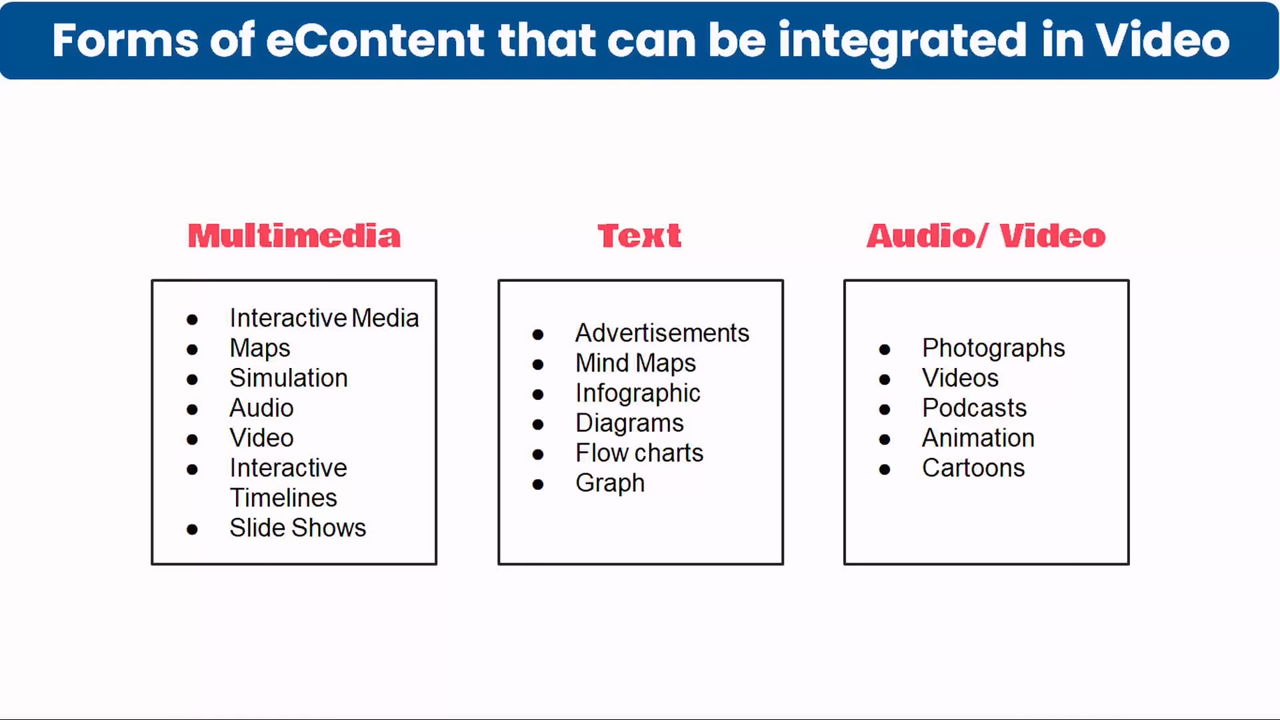 Forms of eContent that can be integrated in Video
Multimedia
● Interactive Media
● Maps
● Simulation
● Audio
● Video
● Interactive
Timelines
● Slide Shows
Text
● Advertisements
● Mind Maps
● Infographic
● Diagrams
● Flow charts
● Graph
Audio/ Video
● Photographs
● Videos
● Podcasts
● Animation
● Cartoons